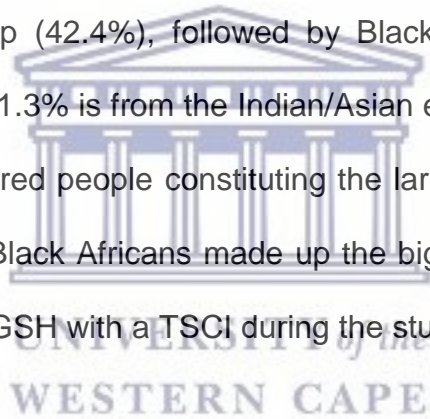 p (42.4%), followed by Black
1.3% is from the Indian/Asian e
red people constituting the lar
Black Africans made up the big
GSH with a TSCI during the stu
UNIVERSITY of the
WESTERN CAPE